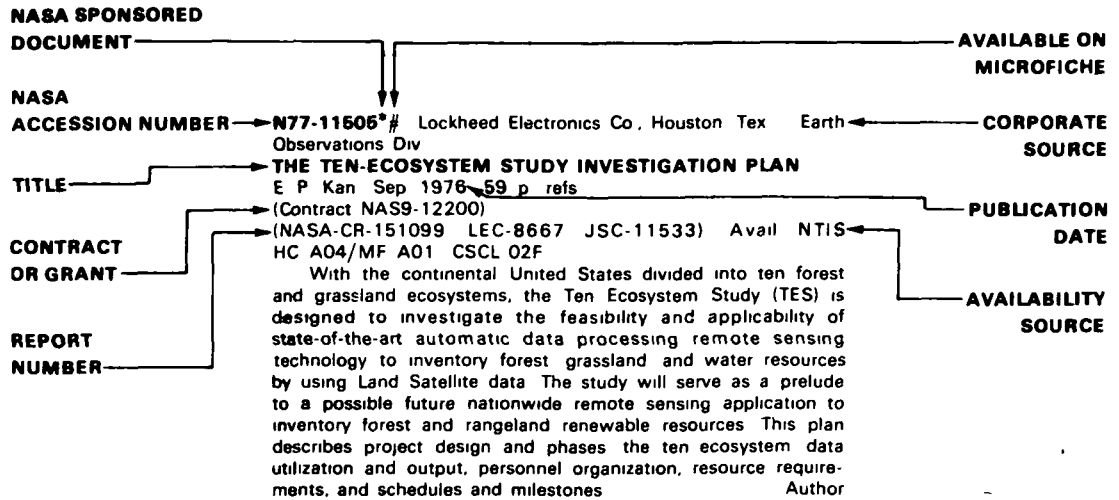 NASA SPONSORED
DOCUMENT
AVAILABLE ON
MICROFICHE
NASA
ACCESSION NUMBER
N77-11505*# Lockheed Electronics Co, Houston Tex Earth
Observations Div
CORPORATE
SOURCE
TITLE
THE TEN-ECOSYSTEM STUDY INVESTIGATION PLAN
E P Kan Sep 1976 59 p refs
(Contract NAS9-12200)
(NASA-CR-151099 LEC-8667 JSC-11533) Avail NTIS
HC A04/MF A01 CSCL 02F
PUBLICATION
DATE
CONTRACT
OR GRANT
AVAILABILITY
SOURCE
REPORT
NUMBER
With the continental United States divided into ten forest
and grassland ecosystems, the Ten Ecosystem Study (TES) is
designed to investigate the feasibility and applicability of
state-of-the-art automatic data processing remote sensing
technology to inventory forest grassland and water resources
by using Land Satellite data The study will serve as a prelude
to a possible future nationwide remote sensing application to
inventory forest and rangeland renewable resources This plan
describes project design and phases the ten ecosystem data
utilization and output, personnel organization, resource require-
ments, and schedules and milestones Author